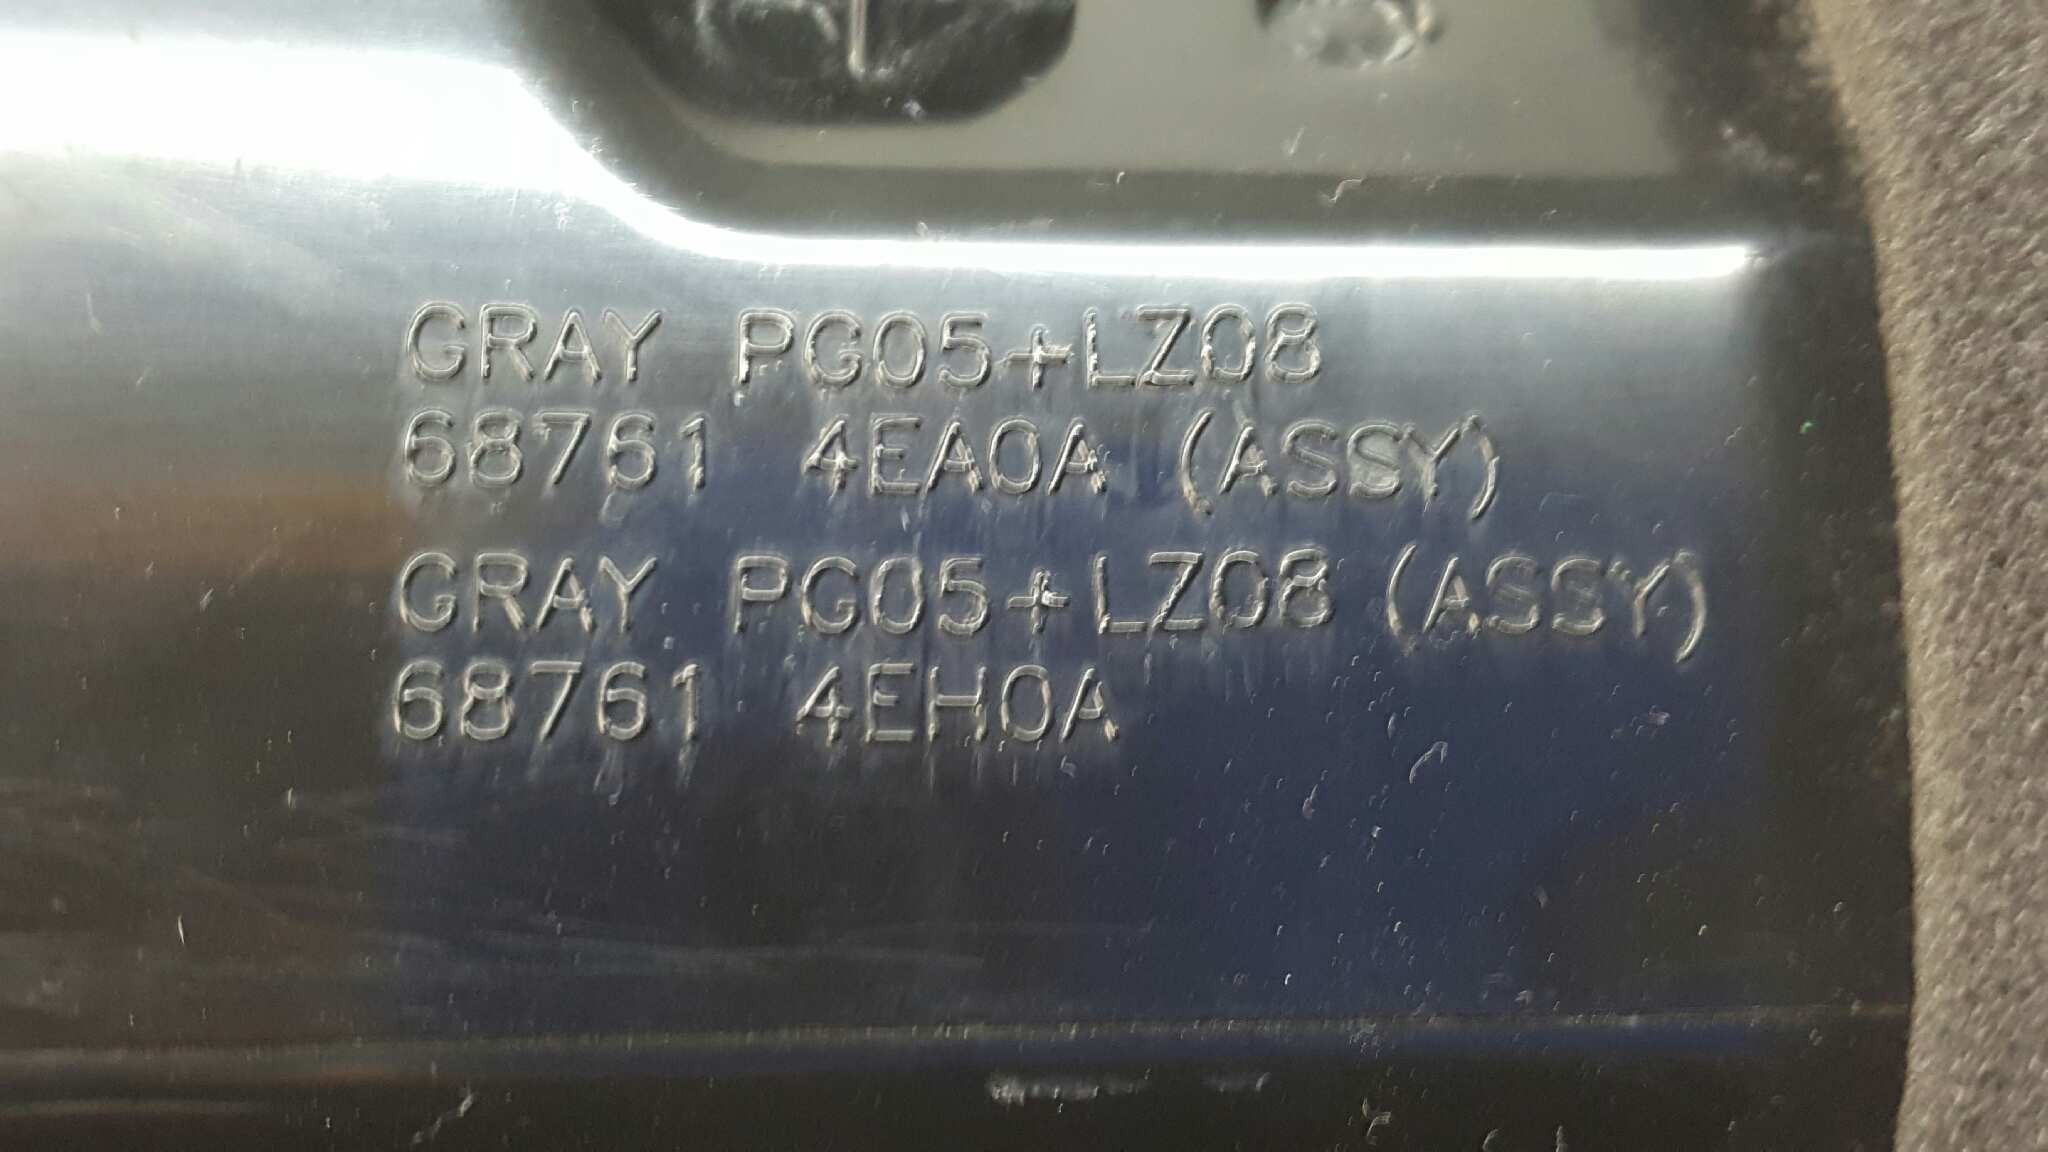 GRAY PG05+LZ08
68761 4EA0A (ASSY)
GRAY PG05+LZ08 (ASSY)
68761 4EH0A